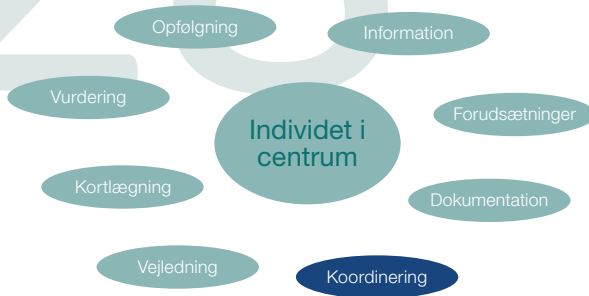 Opfølgning
Information
Vurdering
Forudsætninger
Individet i
centrum
Kortlægning
Dokumentation
Vejledning
Koordinering